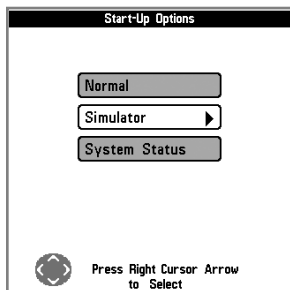 Start-Up Options
Normal
Simulator
System Status
Press Right Cursor Arrow
to Select